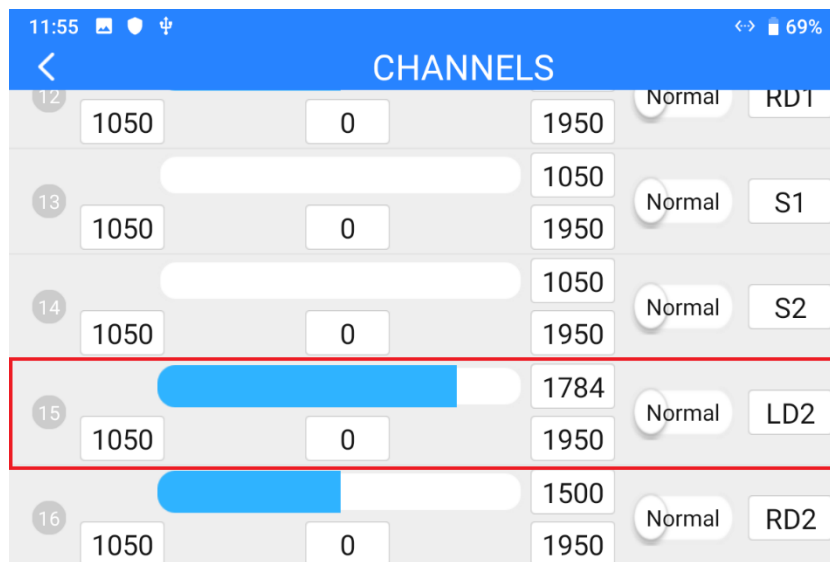 11:55 69%
CHANNELS
12 Normal RD1
1050 0 1950
1050
13 Normal S1
1050 0 1950
1050
14 Normal S2
1050 0 1950
1784
15 Normal LD2
1050 0 1950
1500
16 Normal RD2
1050 0 1950